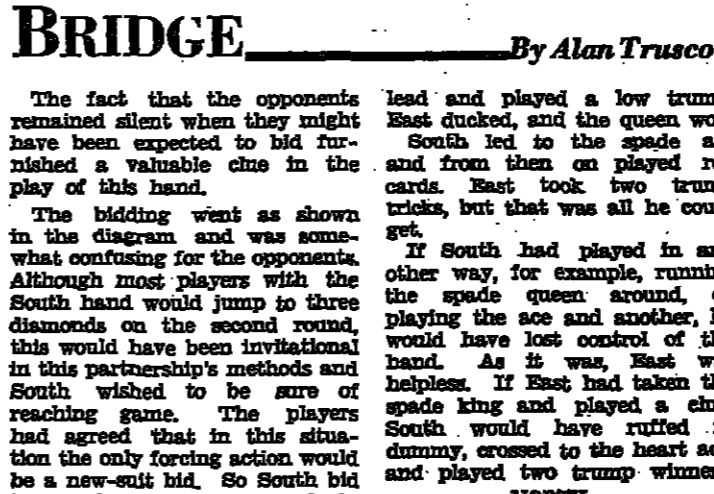 BRIDGE
By Alan Trusco
The fact that the opponents
remained silent when they might
have been expected to bid fur-
nished a valuable clue in the
play of this hand.
The bidding went as shown
in the diagram and was some-
what confusing for the opponents.
Although most players with the
South hand would jump to three
diamonds on the second round,
this would have been invitational
in this partnership's methods and
South wished to be sure of
reaching game. The players
had agreed that in this situa-
tion the only forcing action would
be a new-suit bid. So South bid
lead and played a low trum
East ducked, and the queen wo
South led to the spade a
and from then on played r
cards. East took two trum
tricks, but that was all he cou
get.
If South had played in a
other way, for example, runni
the spade queen around,
playing the ace and another,
would have lost control of t
hand. As it was, East w
helpless. If East had taken t
spade king and played a clu
South would have ruffed
dummy, crossed to the heart a
and played two trump winner
NORTH